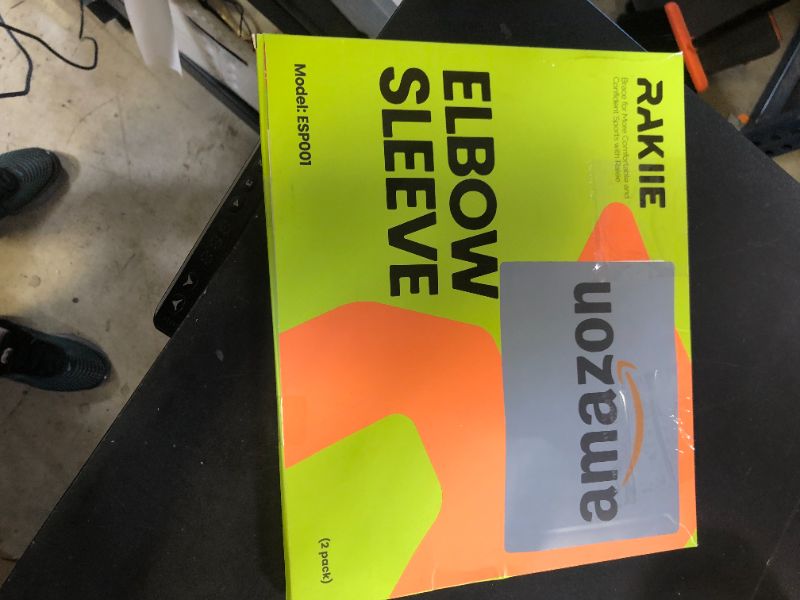 RAKIIE
Brace for More Comfortable and
Confident Sports with Rakiie
ELBOW
SLEEVE
Model: ESP001
amazon
(2 pack)